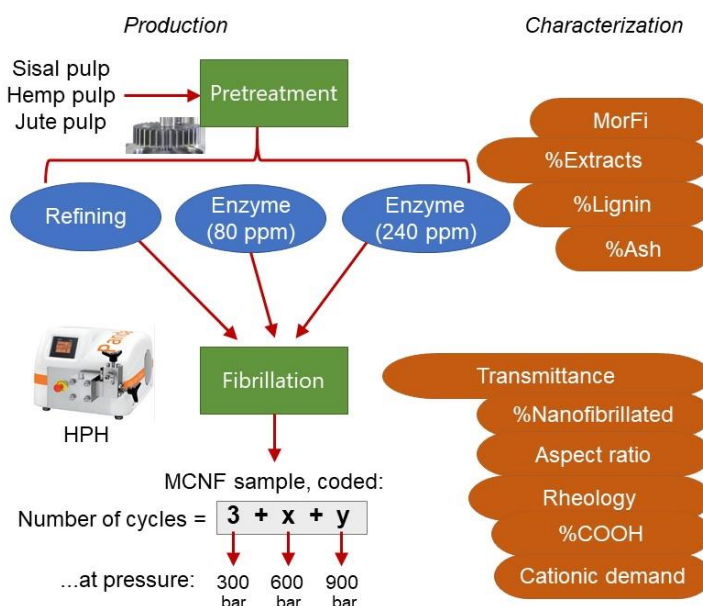 Production
Characterization
Sisal pulp
Hemp pulp
Jute pulp
Pretreatment
Refining
Enzyme
(80 ppm)
Enzyme
(240 ppm)
MorFi
%Extracts
%Lignin
%Ash
Panda
HPH
Fibrillation
MCNF sample, coded:
Number of cycles = 3 + x + y
...at pressure: 300 600 900
bar bar bar
Transmittance
%Nanofibrillated
Aspect ratio
Rheology
%COOH
Cationic demand